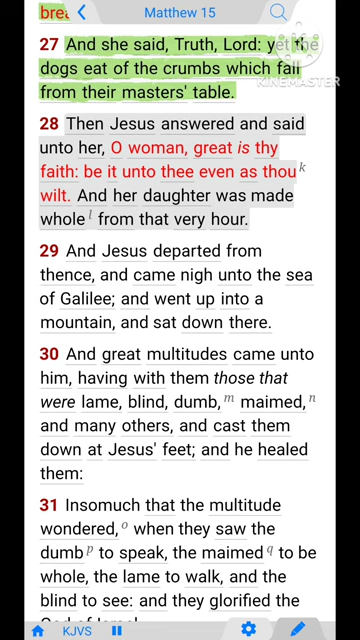 brea
Matthew 15
27 And she said, Truth, Lord: yet the
dogs eat of the crumbs which fall
from their masters' table.
KINEMASTER
28 Then Jesus answered and said
unto her, O woman, great is thy
faith: be it unto thee even as thou k
wilt. And her daughter was made
whole l from that very hour.
29 And Jesus departed from
thence, and came nigh unto the sea
of Galilee; and went up into a
mountain, and sat down there.
30 And great multitudes came unto
him, having with them those that
were lame, blind, dumb, m maimed, n
and many others, and cast them
down at Jesus' feet; and he healed
them:
31 Insomuch that the multitude
wondered, o when they saw the
dumb p to speak, the maimed q to be
whole, the lame to walk, and the
blind to see: and they glorified the
God of Israel
KJVS